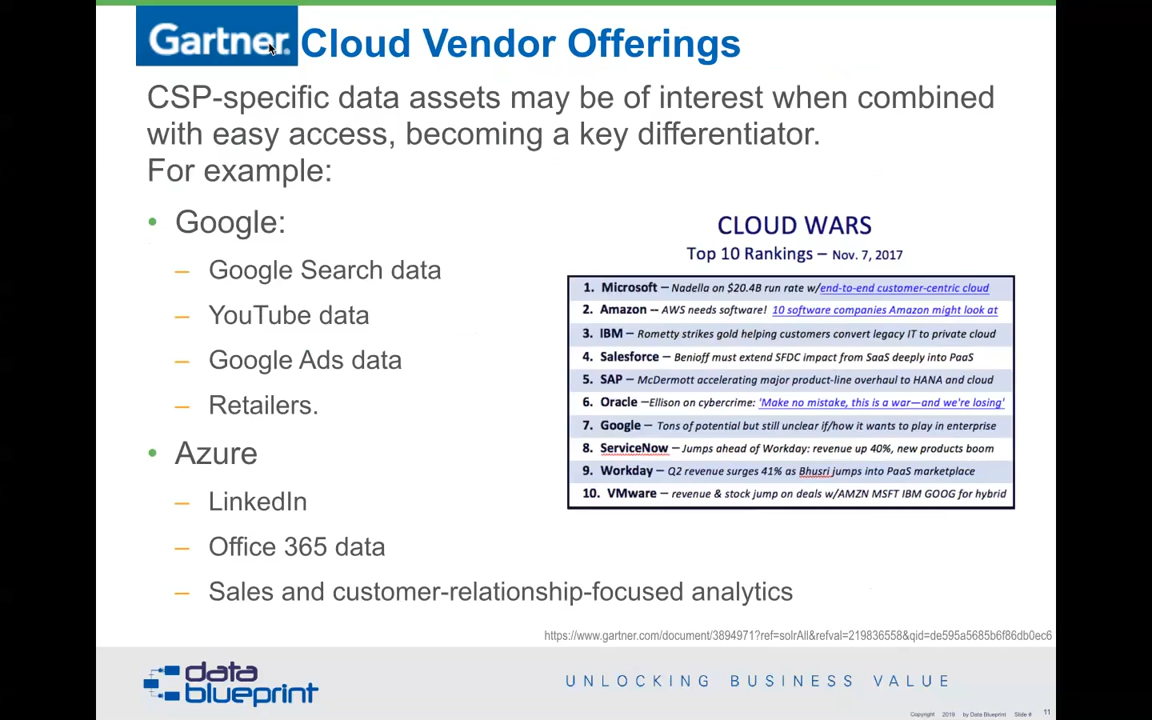 Gartner. Cloud Vendor Offerings
CSP-specific data assets may be of interest when combined
with easy access, becoming a key differentiator.
For example:
• Google:
– Google Search data
– YouTube data
– Google Ads data
– Retailers.
• Azure
– LinkedIn
– Office 365 data
– Sales and customer-relationship-focused analytics
CLOUD WARS
Top 10 Rankings – Nov. 7, 2017
1. Microsoft – Nadella on $20.4B run rate w/end-to-end customer-centric cloud
2. Amazon -- AWS needs software! 10 software companies Amazon might look at
3. IBM – Rometty strikes gold helping customers convert legacy IT to private cloud
4. Salesforce – Benioff must extend SFDC impact from SaaS deeply into PaaS
5. SAP – McDermott accelerating major product-line overhaul to HANA and cloud
6. Oracle –Ellison on cybercrime: 'Make no mistake, this is a war—and we're losing'
7. Google – Tons of potential but still unclear if/how it wants to play in enterprise
8. ServiceNow – Jumps ahead of Workday: revenue up 40%, new products boom
9. Workday – Q2 revenue surges 41% as Bhusri jumps into PaaS marketplace
10. VMware – revenue & stock jump on deals w/AMZN MSFT IBM GOOG for hybrid
https://www.gartner.com/document/3894971?ref=solrAll&refval=219836558&qid=de595a5685b6f86db0ec6
data
blueprint
UNLOCKING BUSINESS VALUE
Copyright 2019 by Data Blueprint Slide # 11